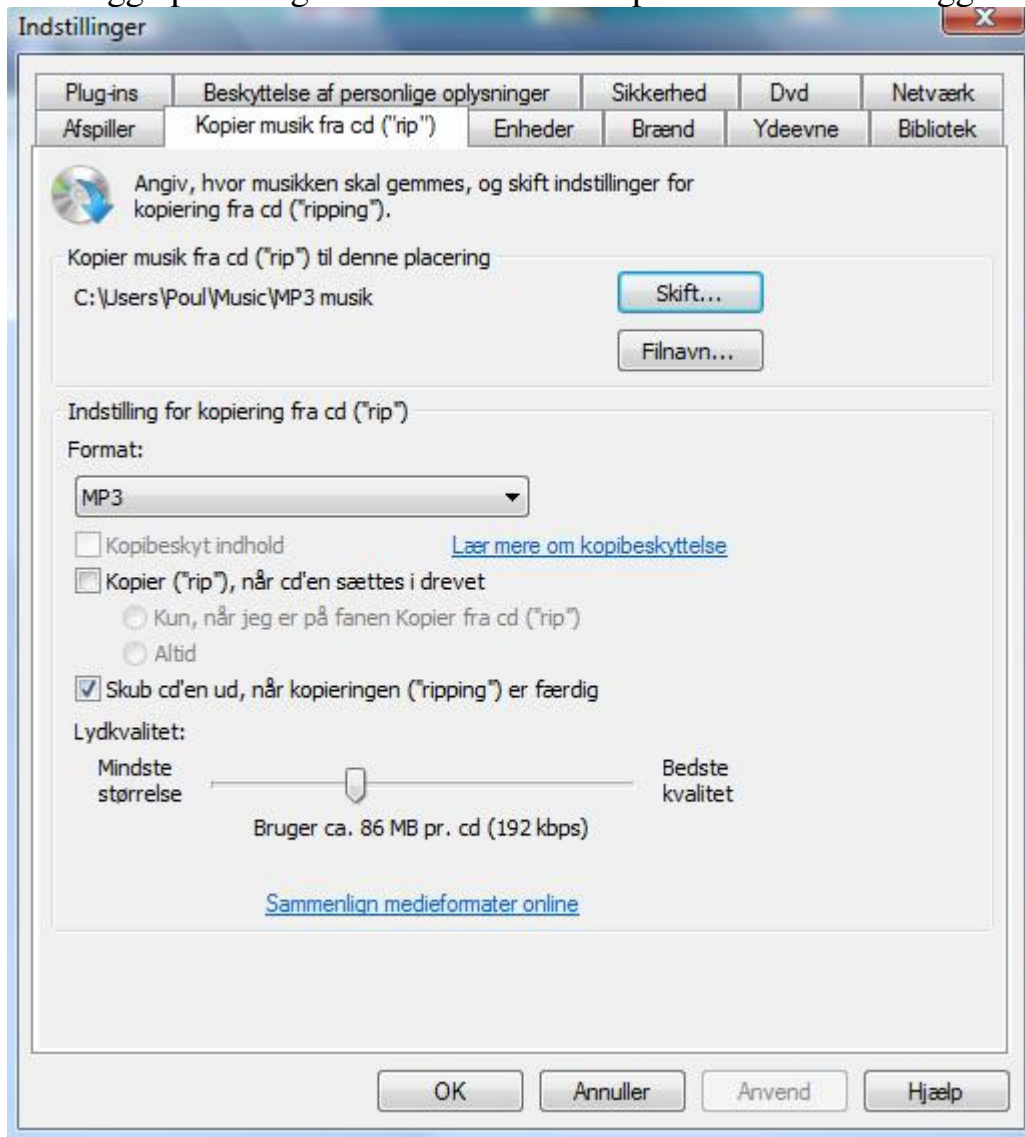 Indstillinger
X
Plug-ins Beskyttelse af personlige oplysninger Sikkerhed Dvd Netværk
Afspiller Kopier musik fra cd ("rip") Enheder Brænd Ydeevne Bibliotek
Angiv, hvor musikken skal gemmes, og skift indstillinger for
kopiering fra cd ("ripping").
Kopier musik fra cd ("rip") til denne placering
C:\Users\Poul\Music\MP3 musik Skift...
Filnavn...
Indstilling for kopiering fra cd ("rip")
Format:
MP3
Kopibeskyt indhold Lær mere om kopibeskyttelse
Kopier ("rip"), når cd'en sættes i drevet
Kun, når jeg er på fanen Kopier fra cd ("rip")
Altid
Skub cd'en ud, når kopieringen ("ripping") er færdig
Lydkvalitet:
Mindste Bedste
størrelse kvalitet
Bruger ca. 86 MB pr. cd (192 kbps)
Sammenlign medieformater online
OK Annuller Anvend Hjælp